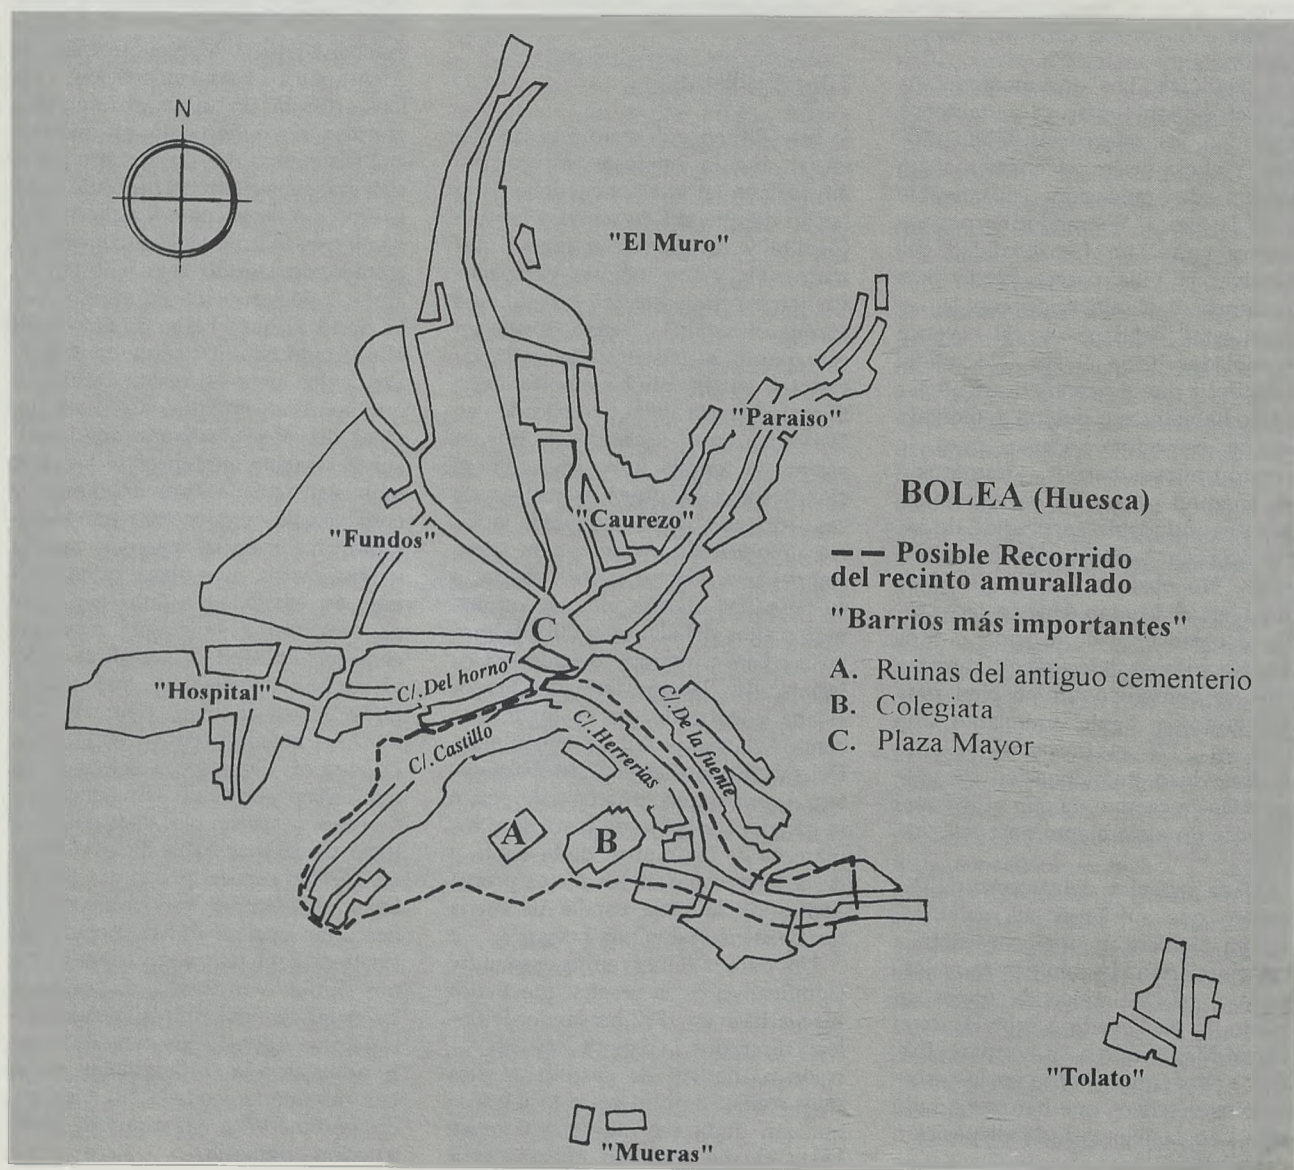 N
"El Muro"
"Paraiso"
"Caurezo"
"Fundos"
BOLEA (Huesca)
Posible Recorrido
del recinto amurallado
"Barrios más importantes"
A. Ruinas del antiguo cementerio
B. Colegiata
C. Plaza Mayor
C
"Hospital"
C/.Del horno
C/.Castillo
C/.Herrerias
C/.De la fuente
A
B
"Tolato"
"Mueras"